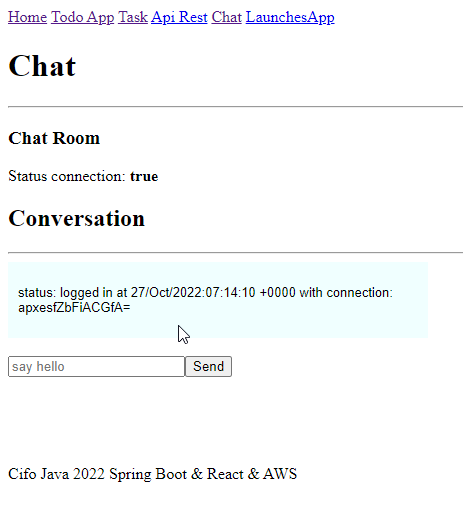 Home Todo App Task Api Rest Chat LaunchesApp
Chat
Chat Room
Status connection: true
Conversation
status: logged in at 27/Oct/2022:07:14:10 +0000 with connection:
apxesfZbFiACGfA=
say hello Send
Cifo Java 2022 Spring Boot & React & AWS